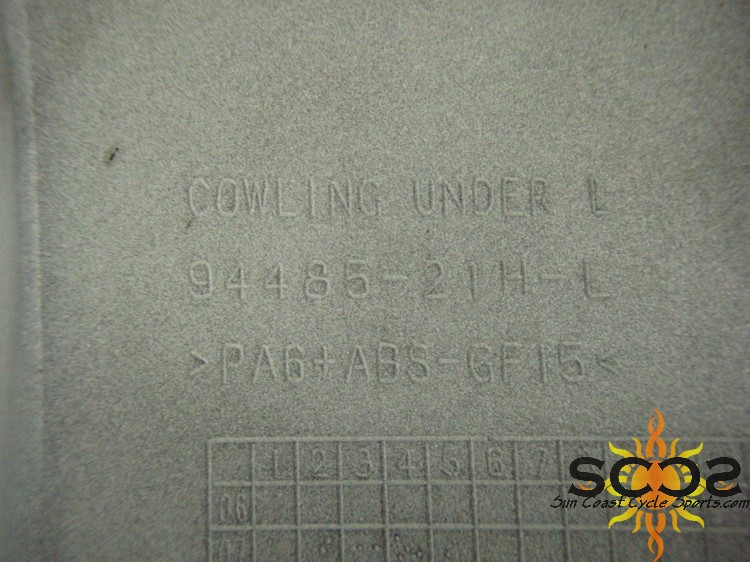 COWLING UNDER L
94485-21H-L
>PA6+ABS-GF15<
1 2 3 4 5 6 7
06
SCCS
Sun Coast Cycle Sports.com